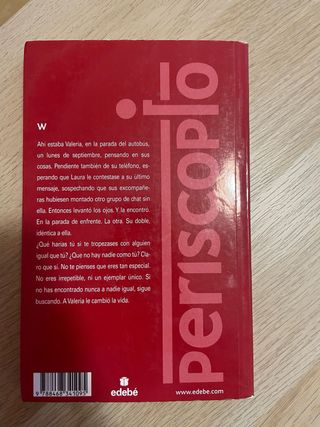 W
Ahí estaba Valeria, en la parada del autobús,
un lunes de septiembre, pensando en sus
cosas. Pendiente también de su teléfono, es-
perando que Laura le contestase a su último
mensaje, sospechando que sus excompañe-
ras hubiesen montado otro grupo de chat sin
ella. Entonces levantó los ojos. Y la encontró.
En la parada de enfrente. La otra. Su doble,
idéntica a ella.
¿Qué harías tú si te tropezases con alguien
igual que tú? ¿Que no hay nadie como tú? Cla-
ro que sí. No te pienses que eres tan especial.
No eres irrepetible, ni un ejemplar único. Si
no has encontrado nunca a nadie igual, sigue
buscando. A Valeria le cambió la vida.
periscopio
9 788468 341095
edebé
www.edebe.com